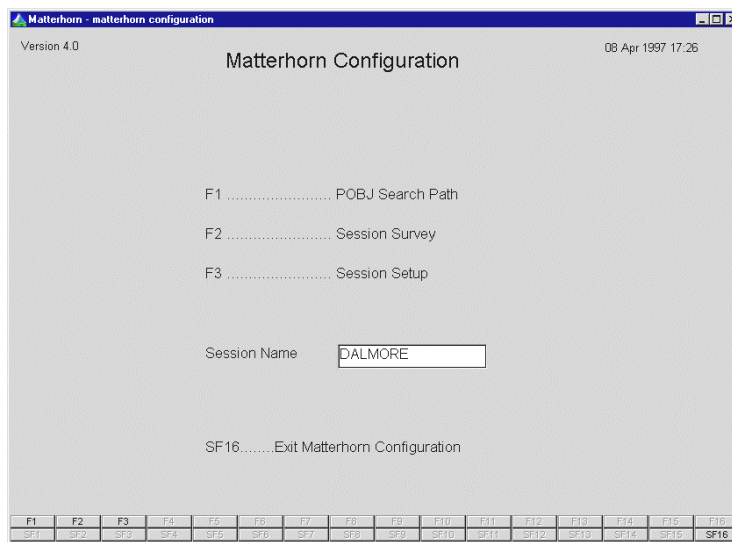 Matterhorn - matterhorn configuration
Version 4.0
08 Apr 1997 17:26
Matterhorn Configuration
F1 ........................ POBJ Search Path
F2 ........................ Session Survey
F3 ........................ Session Setup
Session Name DALMORE
SF16........Exit Matterhorn Configuration
F1 F2 F3 F4 F5 F6 F7 F8 F9 F10 F11 F12 F13 F14 F15 F16
SF1 SF2 SF3 SF4 SF5 SF6 SF7 SF8 SF9 SF10 SF11 SF12 SF13 SF14 SF15 SF16